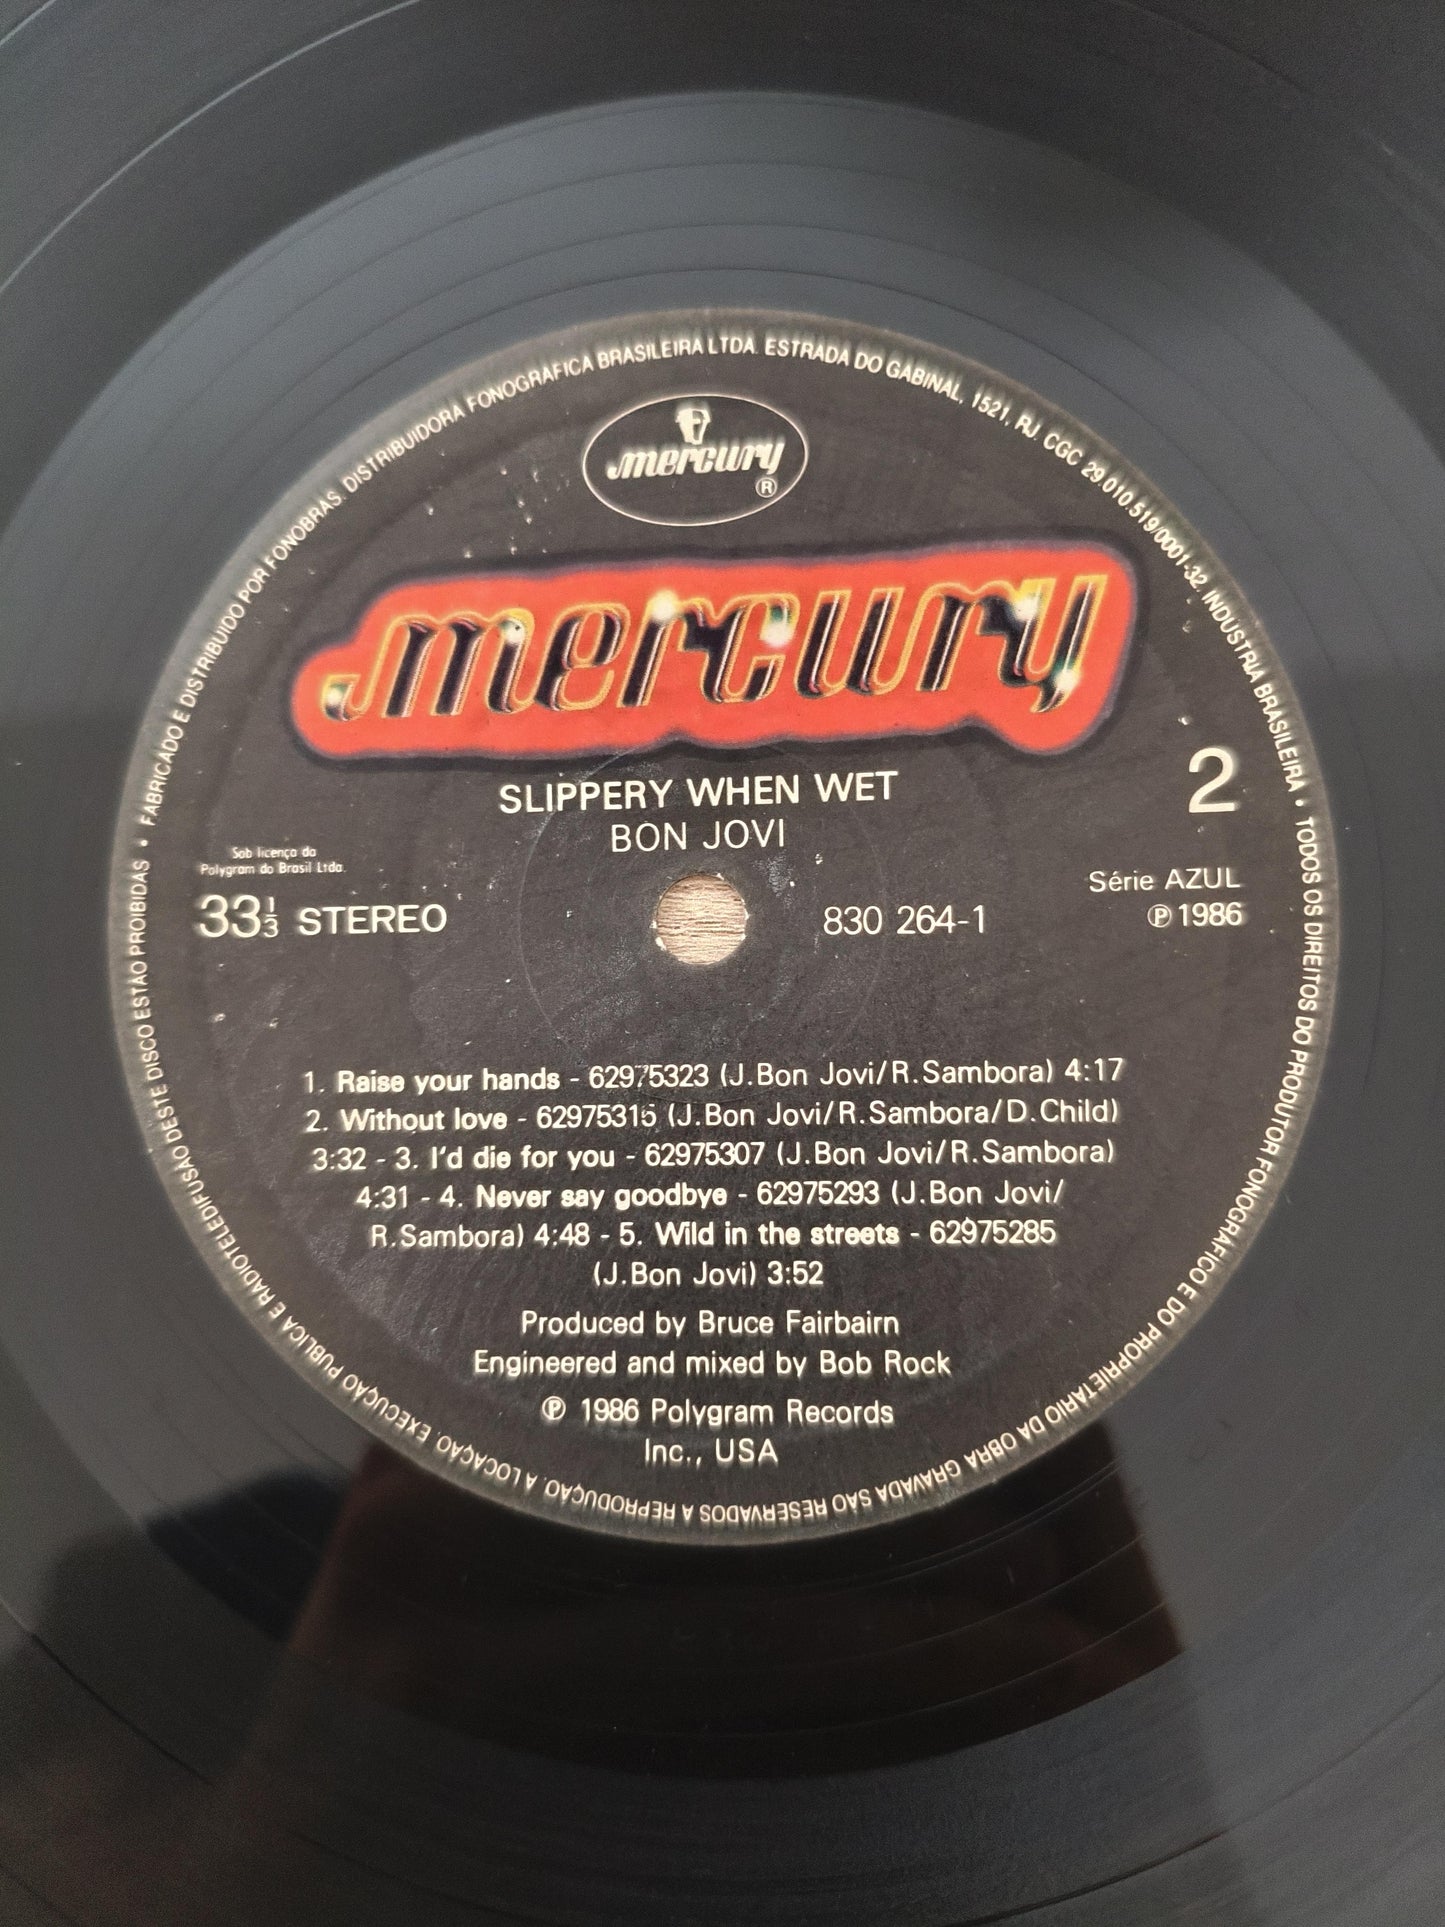 FABRICADO E DISTRIBUIDO POR FONOBRAS. DISTRIBUIDORA FONOGRAFICA BRASILEIRA LTDA. ESTRADA DO GABINAL, 1521, RJ. CGC 29.010.519/0001-32. INDUSTRIA BRASILEIRA • TODOS OS DIREITOS DO PRODUTOR FONOGRAFICO E DO PROPRIETARIO DA OBRA GRAVADA SAO RESERVADOS A REPRODUÇAO, A LOCAÇAO, EXECUÇAO PUBLICA E RADIOTELEDIFUSAO DESTE DISCO ESTAO PROIBIDAS •
mercury
®
mercury
SLIPPERY WHEN WET
BON JOVI
2
Sob licença da
Polygram do Brasil Ltda.
33 1/3 STEREO
830 264-1
Série AZUL
℗ 1986
1. Raise your hands - 62975323 (J.Bon Jovi/R.Sambora) 4:17
2. Without love - 62975315 (J.Bon Jovi/R.Sambora/D.Child)
3:32 - 3. I'd die for you - 62975307 (J.Bon Jovi/R.Sambora)
4:31 - 4. Never say goodbye - 62975293 (J.Bon Jovi/
R.Sambora) 4:48 - 5. Wild in the streets - 62975285
(J.Bon Jovi) 3:52
Produced by Bruce Fairbairn
Engineered and mixed by Bob Rock
℗ 1986 Polygram Records
Inc., USA